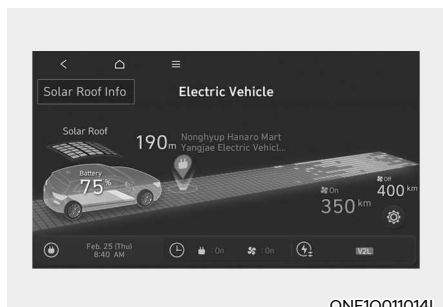 Solar Roof Info
Electric Vehicle
Solar Roof
190m
Nonghyup Hanaro Mart
Yangjae Electric Vehicl...
Battery
75%
On
350 km
Off
400 km
Feb. 25 (Thu)
8:40 AM
: On
: On
V2L